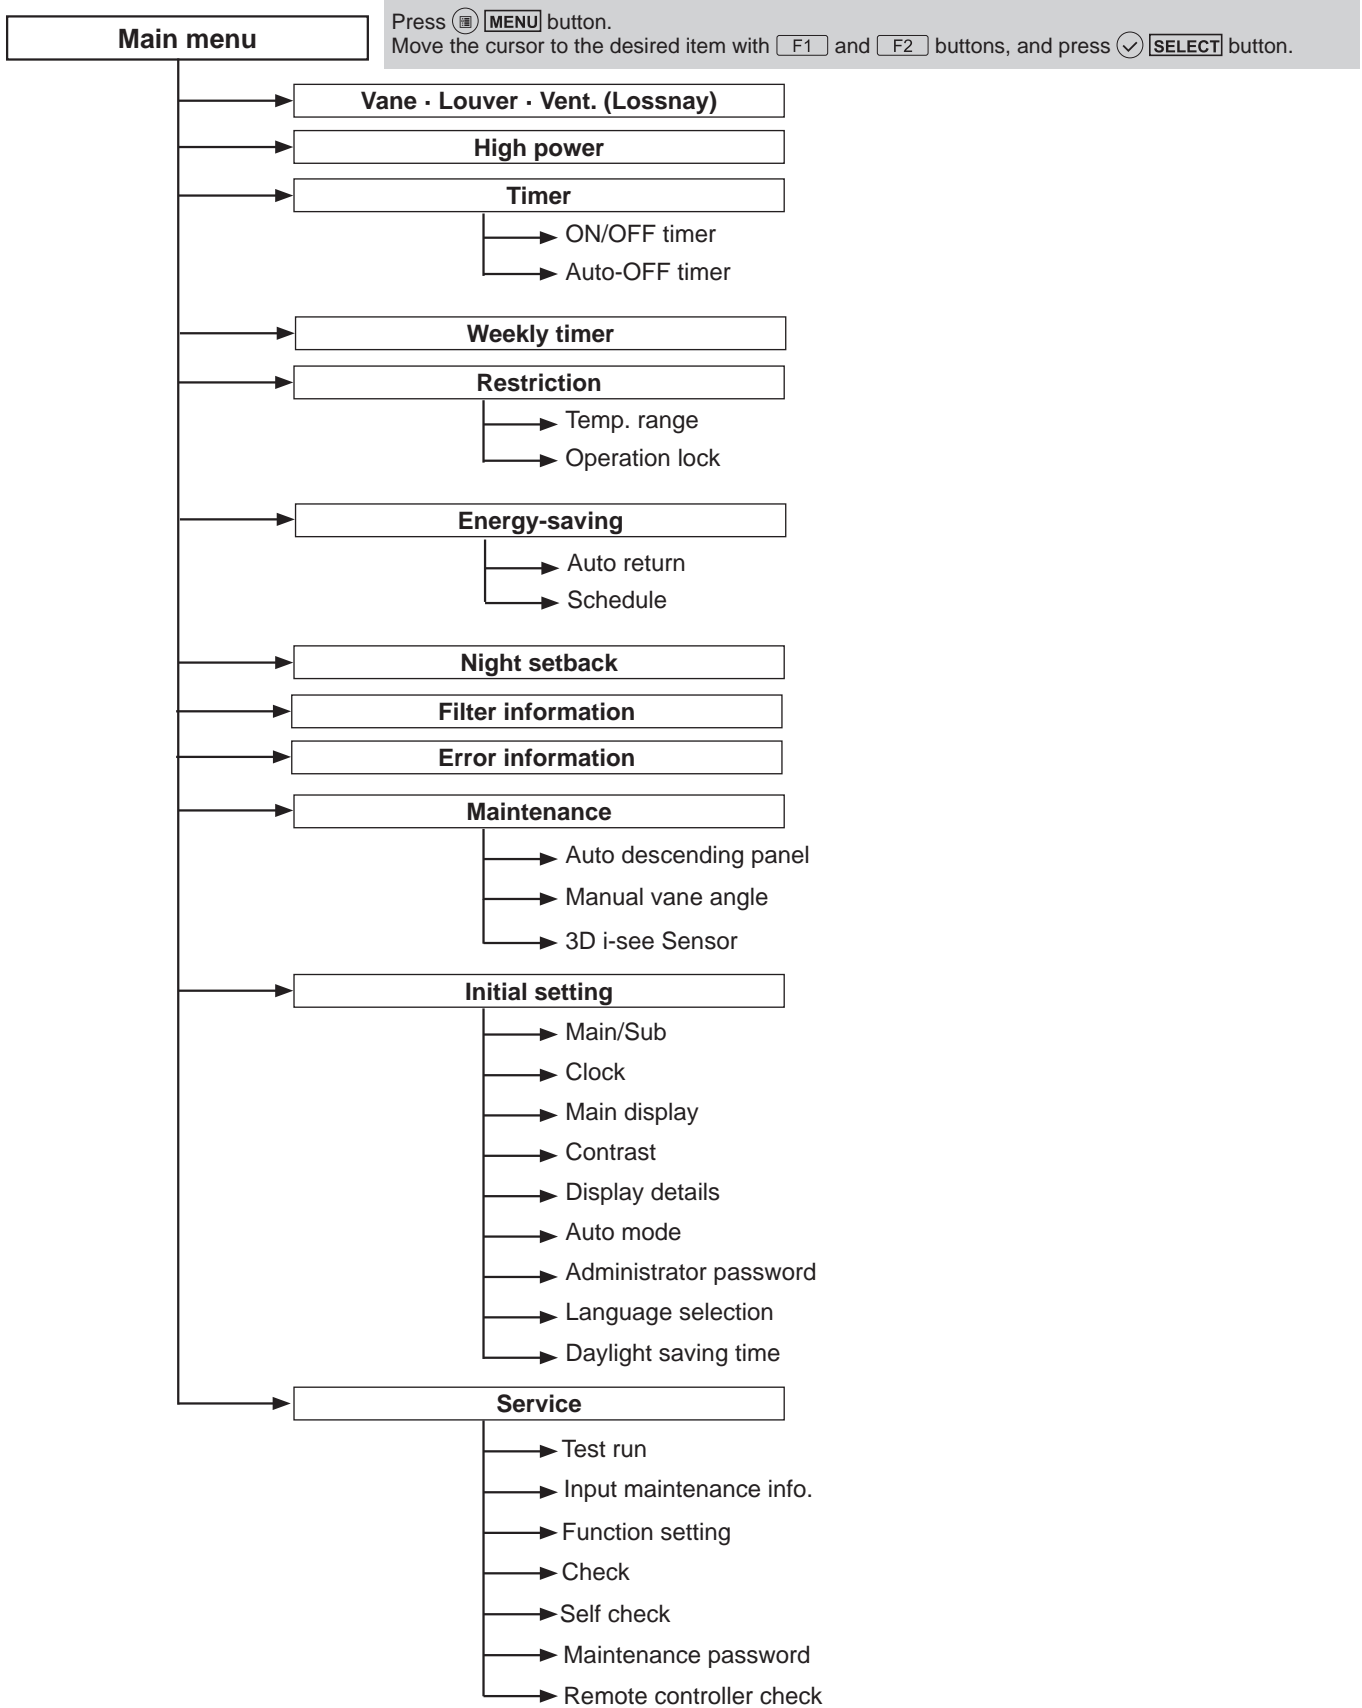 Main menu
Press MENU button.
Move the cursor to the desired item with F1 and F2 buttons, and press SELECT button.
Vane · Louver · Vent. (Lossnay)
High power
Timer
ON/OFF timer
Auto-OFF timer
Weekly timer
Restriction
Temp. range
Operation lock
Energy-saving
Auto return
Schedule
Night setback
Filter information
Error information
Maintenance
Auto descending panel
Manual vane angle
3D i-see Sensor
Initial setting
Main/Sub
Clock
Main display
Contrast
Display details
Auto mode
Administrator password
Language selection
Daylight saving time
Service
Test run
Input maintenance info.
Function setting
Check
Self check
Maintenance password
Remote controller check